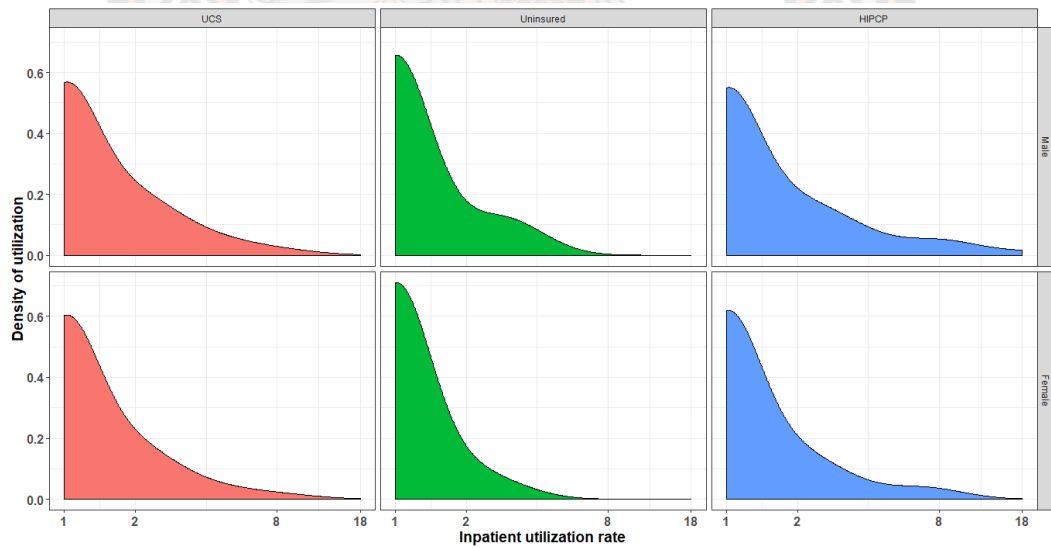 UCS Uninsured HIPCP
Density of utilization
0.6
0.4
0.2
0.0
Male
0.6
0.4
0.2
0.0
Female
1 2 8 18 1 2 8 18 1 2 8 18
Inpatient utilization rate